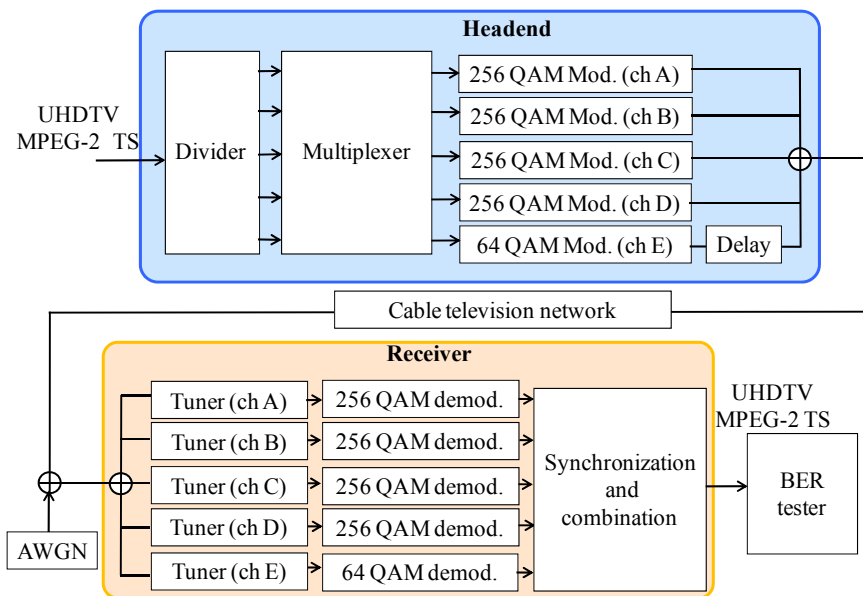 Headend
UHDTV
MPEG-2 TS
Divider
Multiplexer
256 QAM Mod. (ch A)
256 QAM Mod. (ch B)
256 QAM Mod. (ch C)
256 QAM Mod. (ch D)
64 QAM Mod. (ch E)
Delay
Cable television network
Receiver
Tuner (ch A)
256 QAM demod.
Tuner (ch B)
256 QAM demod.
Tuner (ch C)
256 QAM demod.
Tuner (ch D)
256 QAM demod.
Tuner (ch E)
64 QAM demod.
Synchronization
and
combination
UHDTV
MPEG-2 TS
BER
tester
AWGN